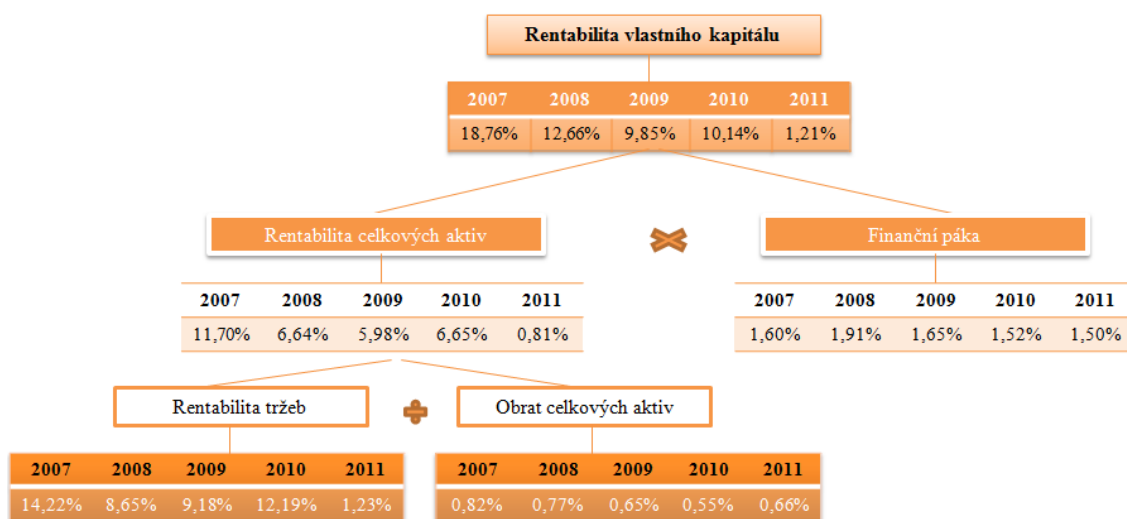 Rentabilita vlastního kapitálu
2007 2008 2009 2010 2011
18,76% 12,66% 9,85% 10,14% 1,21%
Rentabilita celkových aktiv
2007 2008 2009 2010 2011
11,70% 6,64% 5,98% 6,65% 0,81%
Finanční páka
2007 2008 2009 2010 2011
1,60% 1,91% 1,65% 1,52% 1,50%
Rentabilita tržeb
2007 2008 2009 2010 2011
14,22% 8,65% 9,18% 12,19% 1,23%
Obrat celkových aktiv
2007 2008 2009 2010 2011
0,82% 0,77% 0,65% 0,55% 0,66%